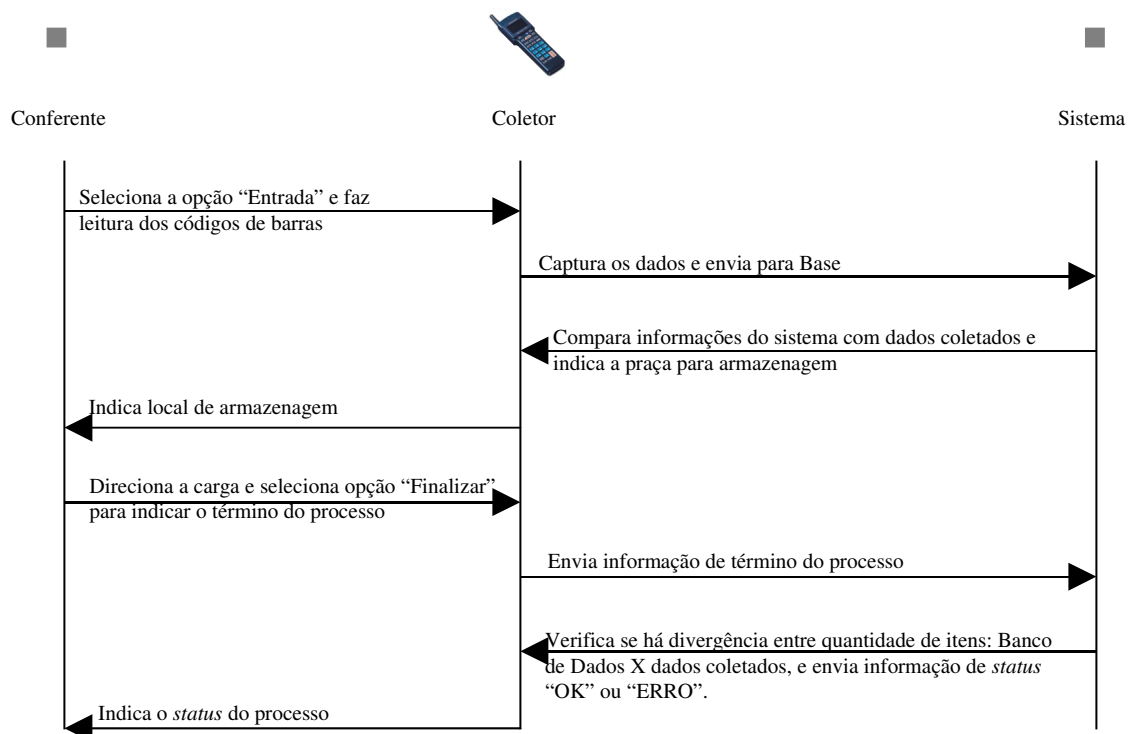 Conferente
Coletor
Sistema
Seleciona a opção “Entrada” e faz
leitura dos códigos de barras
Captura os dados e envia para Base
Compara informações do sistema com dados coletados e
indica a praça para armazenagem
Indica local de armazenagem
Direciona a carga e seleciona opção “Finalizar”
para indicar o término do processo
Envia informação de término do processo
Verifica se há divergência entre quantidade de itens: Banco
de Dados X dados coletados, e envia informação de status
“OK” ou “ERRO”.
Indica o status do processo